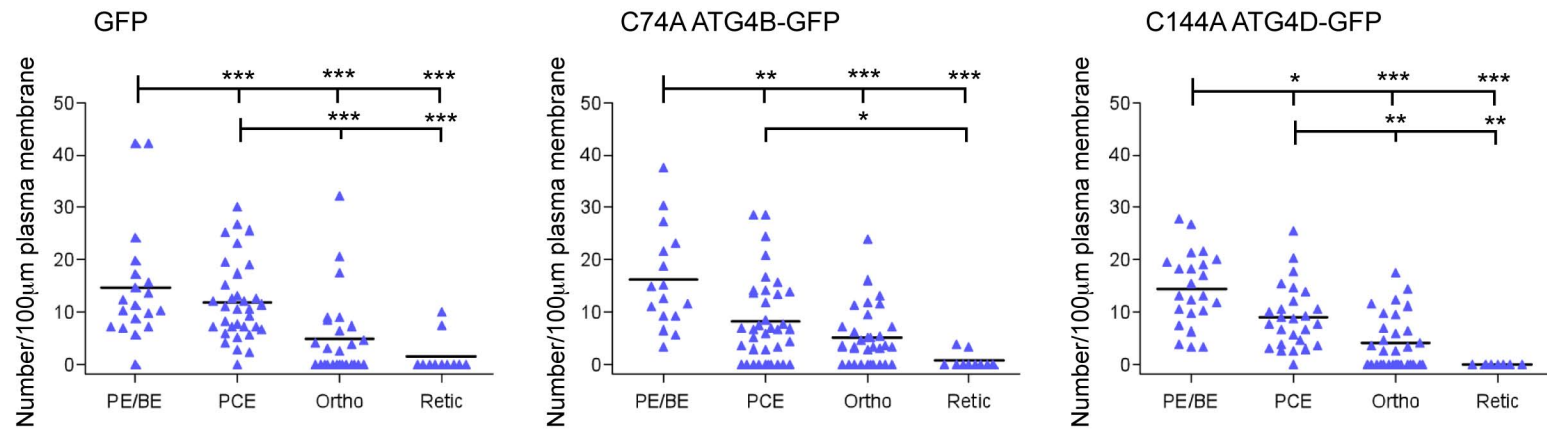 GFP
Number/100μm plasma membrane
*** *** ***
*** ***
50
40
30
20
10
0
PE/BE PCE Ortho Retic
C74A ATG4B-GFP
Number/100μm plasma membrane
** *** ***
*
50
40
30
20
10
0
PE/BE PCE Ortho Retic
C144A ATG4D-GFP
Number/100μm plasma membrane
* *** ***
** **
50
40
30
20
10
0
PE/BE PCE Ortho Retic